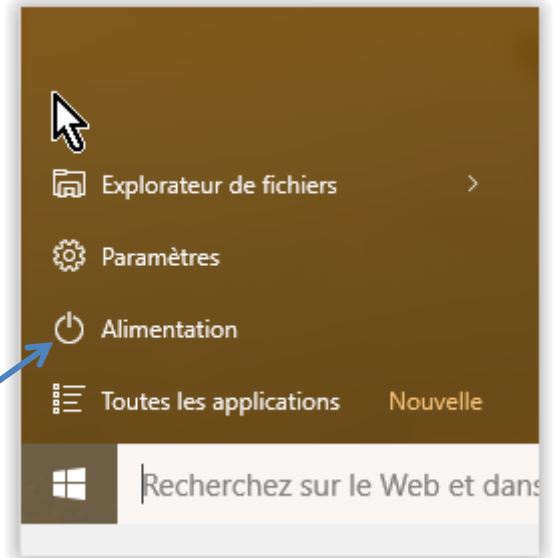 Explorateur de fichiers
Paramètres
Alimentation
Toutes les applications Nouvelle
Recherchez sur le Web et dans